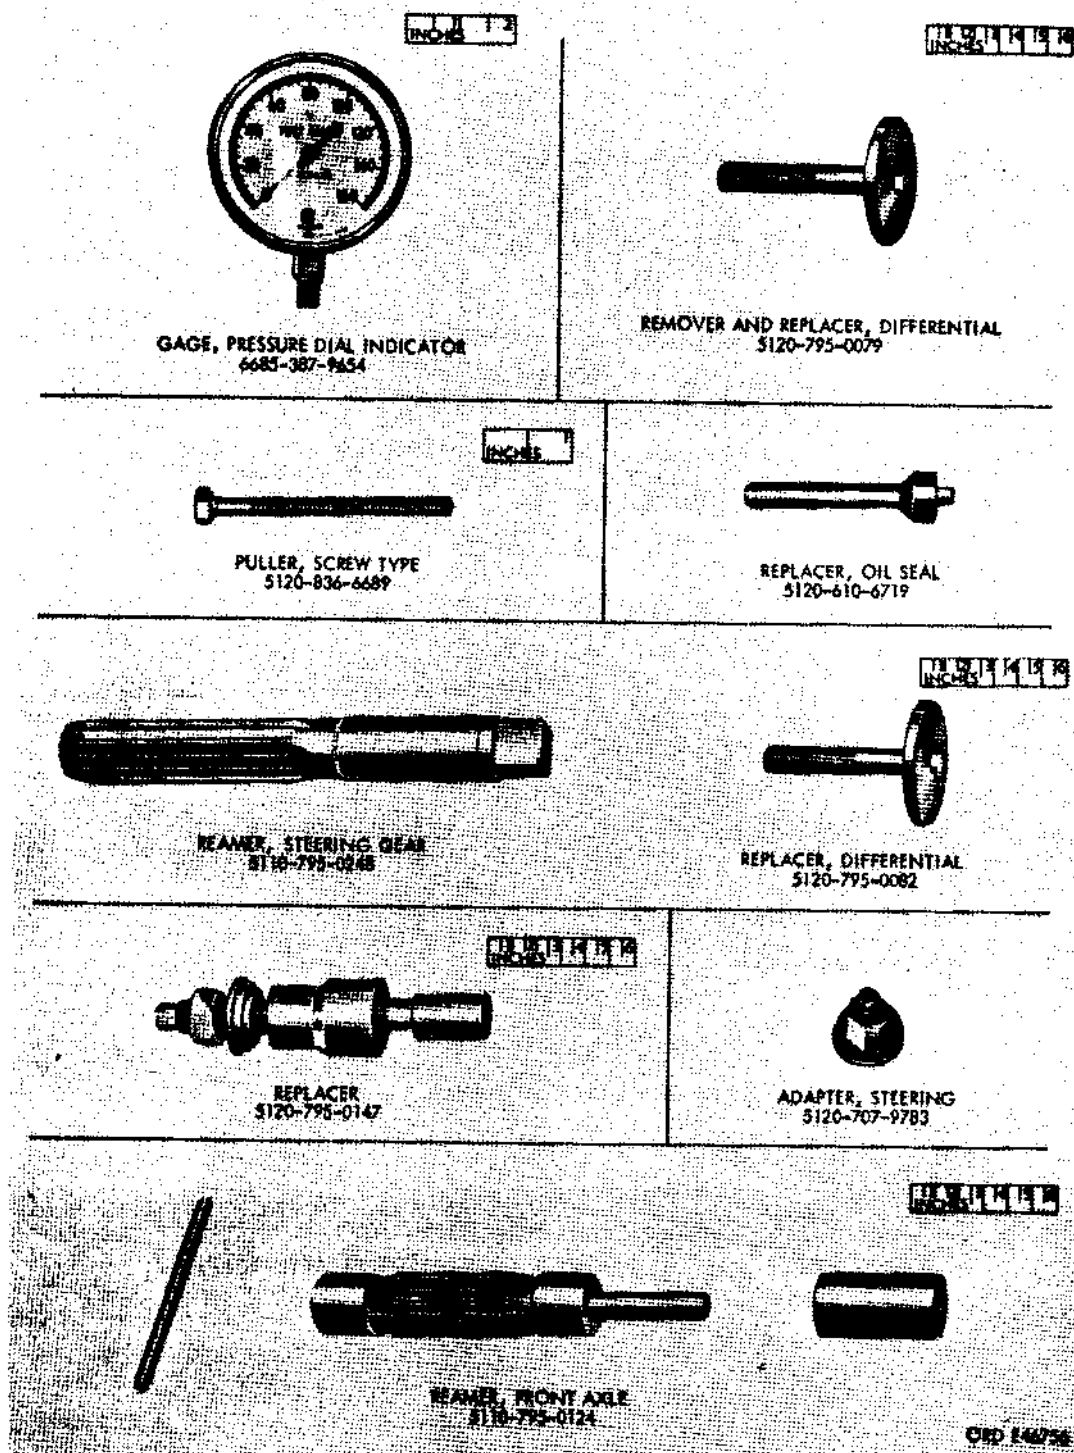 INCHES
GAGE, PRESSURE DIAL INDICATOR
6685-387-9654
INCHES
REMOVER AND REPLACER, DIFFERENTIAL
5120-795-0079
INCHES
PULLER, SCREW TYPE
5120-836-6689
REPLACER, OIL SEAL
5120-610-6719
REAMER, STEERING GEAR
5110-795-0248
INCHES
REPLACER, DIFFERENTIAL
5120-795-0082
INCHES
REPLACER
5120-795-0147
ADAPTER, STEERING
5120-707-9783
INCHES
REAMER, FRONT AXLE
5110-795-0124
ORD E46756